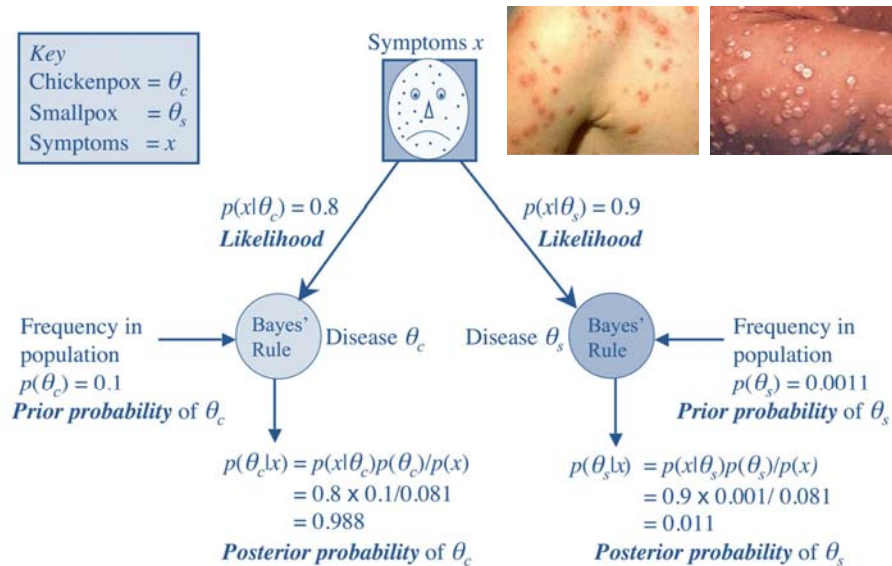 Key
Chickenpox = θc
Smallpox = θs
Symptoms = x
Symptoms x
p(x|θc) = 0.8
Likelihood
p(x|θs) = 0.9
Likelihood
Frequency in
population
p(θc) = 0.1
Prior probability of θc
Bayes’
Rule
Disease θc
Disease θs
Bayes’
Rule
Frequency in
population
p(θs) = 0.0011
Prior probability of θs
p(θc|x) = p(x|θc)p(θc)/p(x)
= 0.8 x 0.1/0.081
= 0.988
Posterior probability of θc
p(θs|x) = p(x|θs)p(θs)/p(x)
= 0.9 x 0.001/ 0.081
= 0.011
Posterior probability of θs